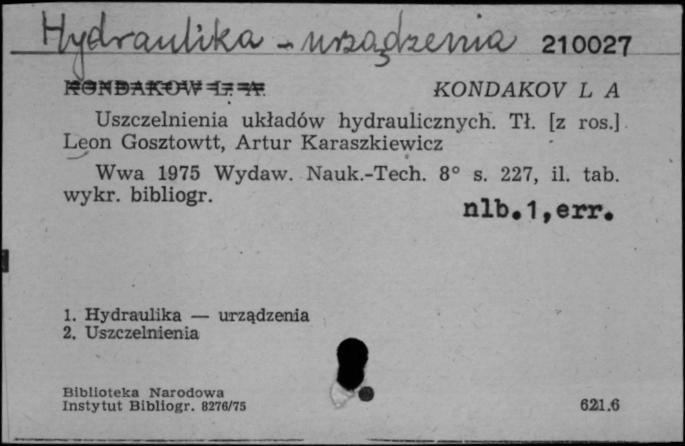 Hydraulika - urządzenia 210027
KONDAKOW L. A. KONDAKOV L A
Uszczelnienia układów hydraulicznych. Tł. [z ros.]
Leon Gosztowtt, Artur Karaszkiewicz
Wwa 1975 Wydaw. Nauk.-Tech. 8° s. 227, il. tab.
wykr. bibliogr.
nlb.1,err.
1. Hydraulika — urządzenia
2. Uszczelnienia
Biblioteka Narodowa
Instytut Bibliogr. 8276/75 621.6